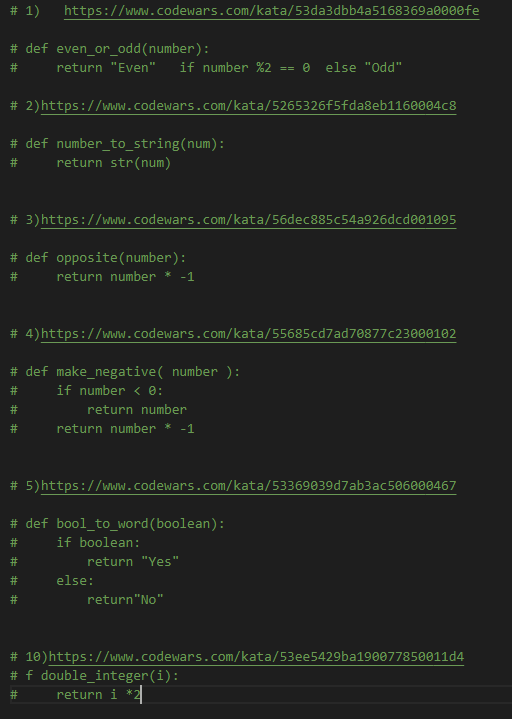 # 1)   https://www.codewars.com/kata/53da3dbb4a5168369a0000fe
# def even_or_odd(number):
#     return "Even"   if number %2 == 0  else "Odd"
# 2)https://www.codewars.com/kata/5265326f5fda8eb1160004c8
# def number_to_string(num):
#     return str(num)
# 3)https://www.codewars.com/kata/56dec885c54a926dcd001095
# def opposite(number):
#     return number * -1
# 4)https://www.codewars.com/kata/55685cd7ad70877c23000102
# def make_negative( number ):
#     if number < 0:
#         return number
#     return number * -1
# 5)https://www.codewars.com/kata/53369039d7ab3ac506000467
# def bool_to_word(boolean):
#     if boolean:
#         return "Yes"
#     else:
#         return"No"
# 10)https://www.codewars.com/kata/53ee5429ba190077850011d4
# f double_integer(i):
#     return i *2